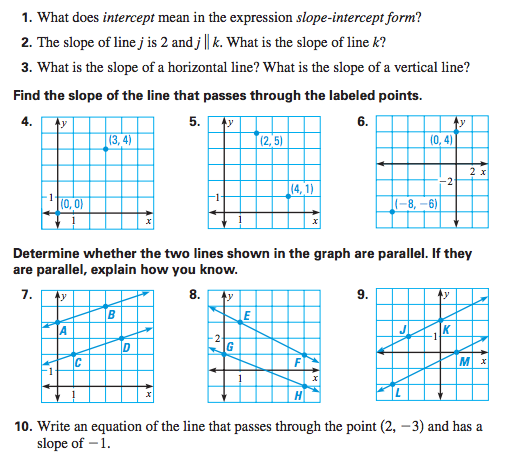 1. What does intercept mean in the expression slope-intercept form?
2. The slope of line j is 2 and j || k. What is the slope of line k?
3. What is the slope of a horizontal line? What is the slope of a vertical line?
Find the slope of the line that passes through the labeled points.
4. y (3, 4) 1 (0, 0) 1 x
5. y (2, 5) (4, 1) 1 1 x
6. y (0, 4) 2 x −2 (−8, −6)
Determine whether the two lines shown in the graph are parallel. If they
are parallel, explain how you know.
7. y B A D C 1 1 x
8. y E 2 G F 1 x H
9. y J K 1 M x L
10. Write an equation of the line that passes through the point (2, −3) and has a
slope of −1.